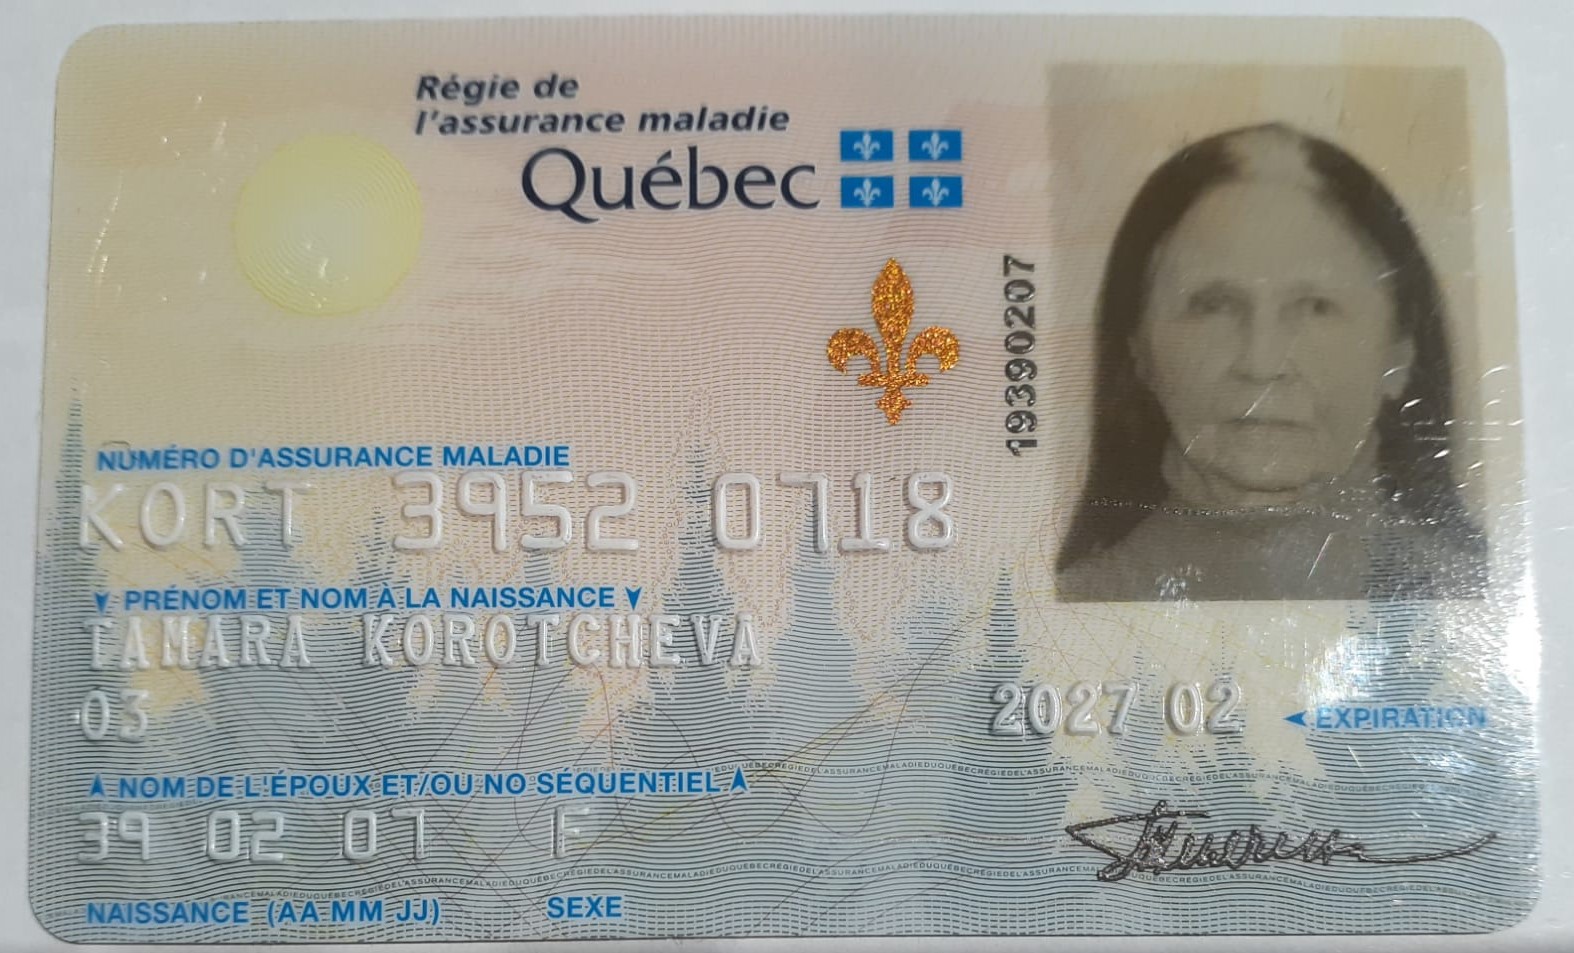 Régie de
l'assurance maladie
Québec
19390207
NUMÉRO D'ASSURANCE MALADIE
KORT 3952 0718
PRÉNOM ET NOM À LA NAISSANCE
TAMARA KOROTCHEVA
03
2027 02
EXPIRATION
NOM DE L'ÉPOUX ET/OU NO SÉQUENTIEL
39 02 07 F
NAISSANCE (AA MM JJ) SEXE